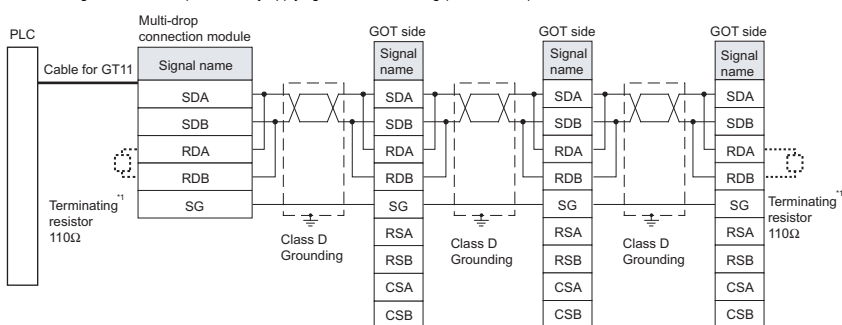 PLC
Multi-drop
connection module
GOT side
GOT side
GOT side
Cable for GT11
Signal name
Signal
name
Signal
name
Signal
name
SDA
SDA
SDA
SDA
SDB
SDB
SDB
SDB
RDA
RDA
RDA
RDA
RDB
RDB
RDB
RDB
SG
SG
SG
SG
Terminating*1
resistor
110Ω
Class D
Grounding
Class D
Grounding
Class D
Grounding
Terminating*1
resistor
110Ω
RSA
RSA
RSA
RSB
RSB
RSB
CSA
CSA
CSA
CSB
CSB
CSB